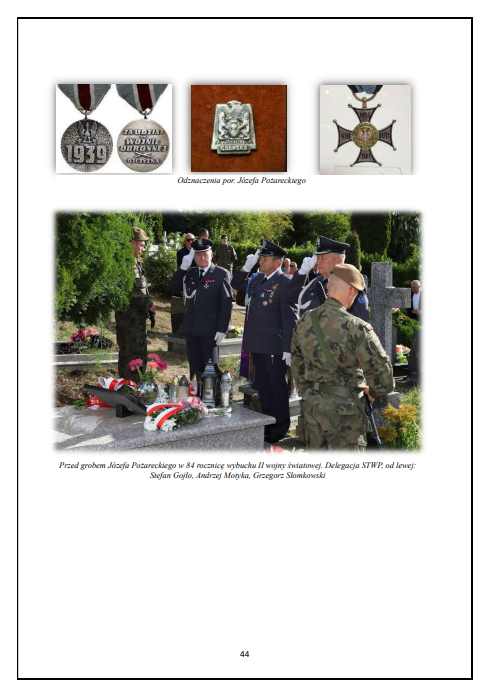 1939
ZA UDZIAŁ
W
WOJNIE
OBRONNEJ
OJCZYZNA
Odznaczenia por. Józefa Pożareckiego
Przed grobem Józefa Pożareckiego w 84 rocznicę wybuchu II wojny światowej. Delegacja STWP, od lewej:
Stefan Gojło, Andrzej Motyka, Grzegorz Słomkowski
44